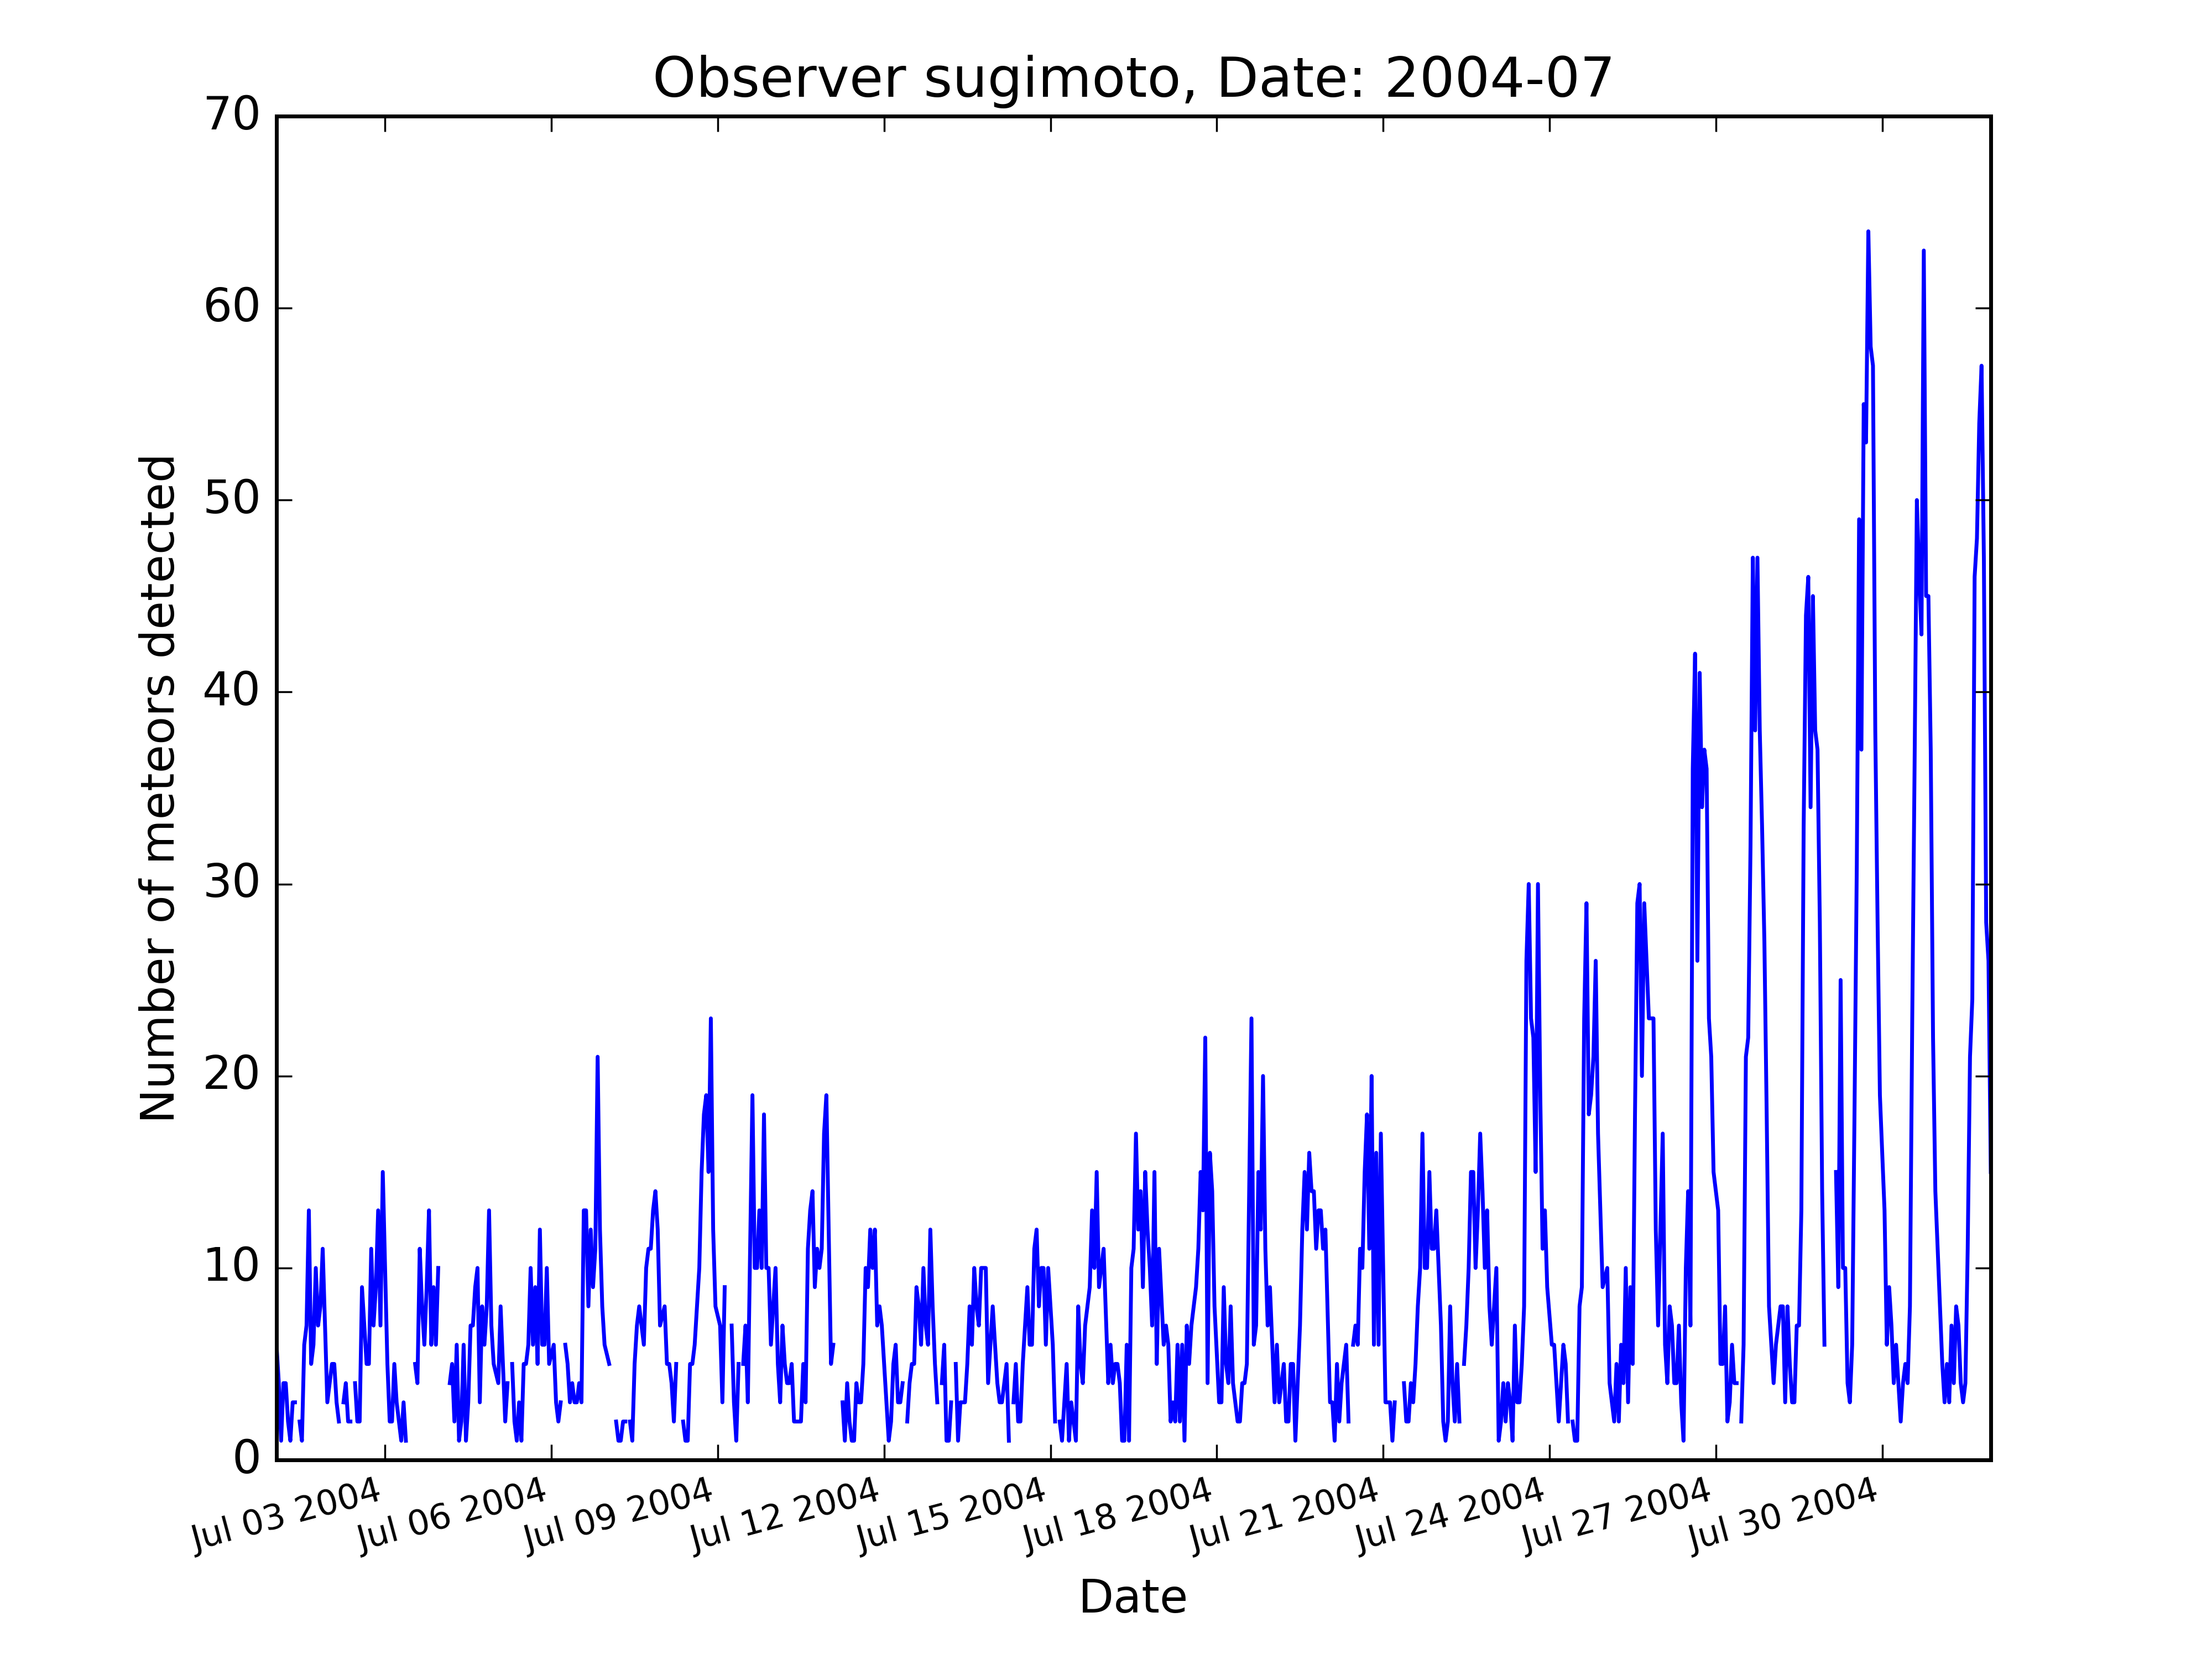 Observer sugimoto, Date: 2004-07
70
60
50
40
30
20
10
0
Number of meteors detected
Jul 03 2004
Jul 06 2004
Jul 09 2004
Jul 12 2004
Jul 15 2004
Jul 18 2004
Jul 21 2004
Jul 24 2004
Jul 27 2004
Jul 30 2004
Date